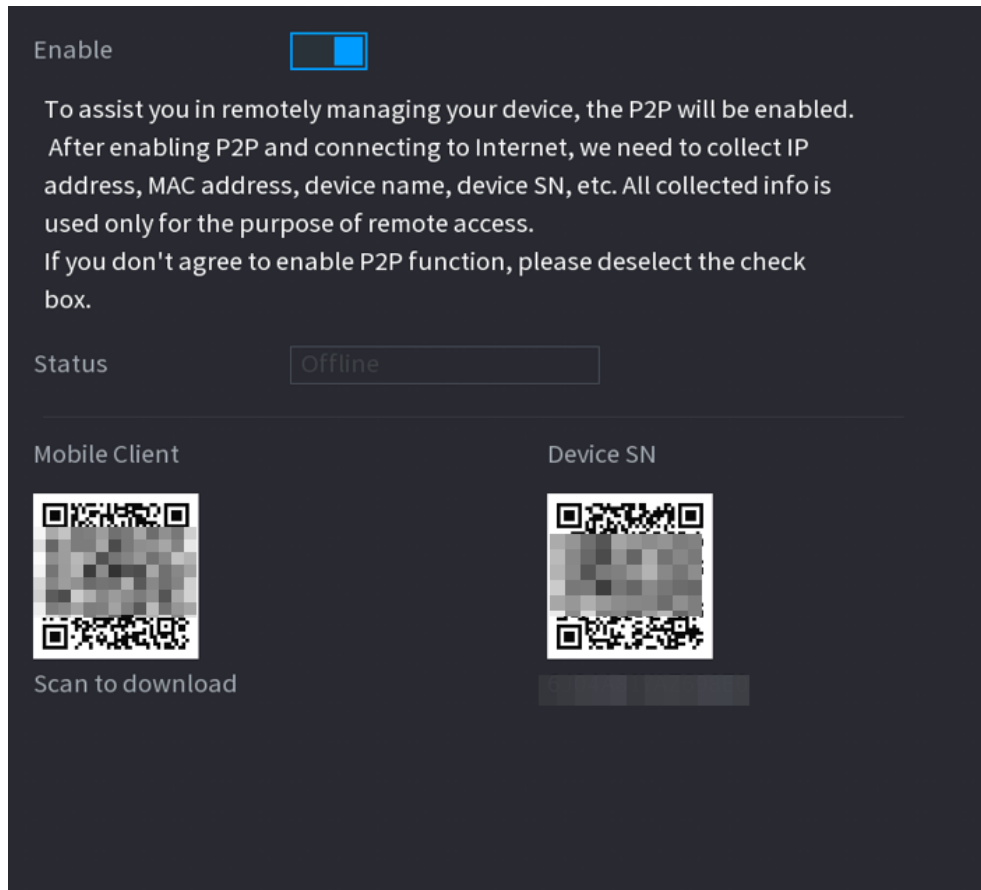 Enable
To assist you in remotely managing your device, the P2P will be enabled.
After enabling P2P and connecting to Internet, we need to collect IP
address, MAC address, device name, device SN, etc. All collected info is
used only for the purpose of remote access.
If you don't agree to enable P2P function, please deselect the check
box.
Status Offline
Mobile Client Device SN
Scan to download